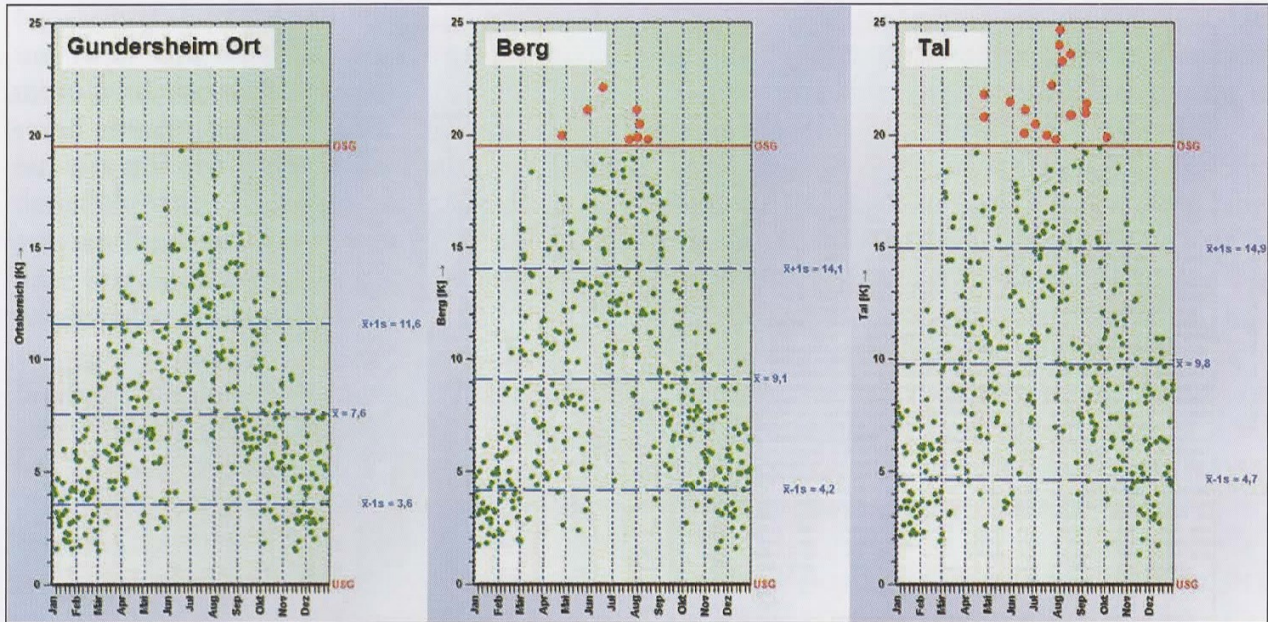 Gundersheim Ort
Ortsbereich [K] →
25
20
15
10
5
0
OSG
x̄+1s = 11,6
x̄ = 7,6
x̄-1s = 3,6
USG
Jan Feb Mär Apr Mai Jun Jul Aug Sep Okt Nov Dez
Berg
Berg [K] →
25
20
15
10
5
0
OSG
x̄+1s = 14,1
x̄ = 9,1
x̄-1s = 4,2
USG
Jan Feb Mär Apr Mai Jun Jul Aug Sep Okt Nov Dez
Tal
Tal [K] →
25
20
15
10
5
0
OSG
x̄+1s = 14,9
x̄ = 9,8
x̄-1s = 4,7
USG
Jan Feb Mär Apr Mai Jun Jul Aug Sep Okt Nov Dez